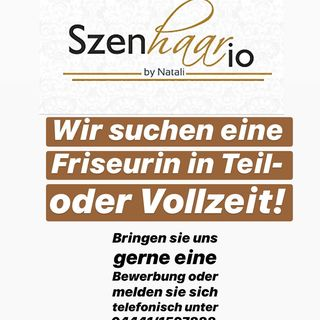 Szenhaario
by Natali
Wir suchen eine
Friseurin in Teil-
oder Vollzeit!
Bringen sie uns
gerne eine
Bewerbung oder
melden sie sich
telefonisch unter